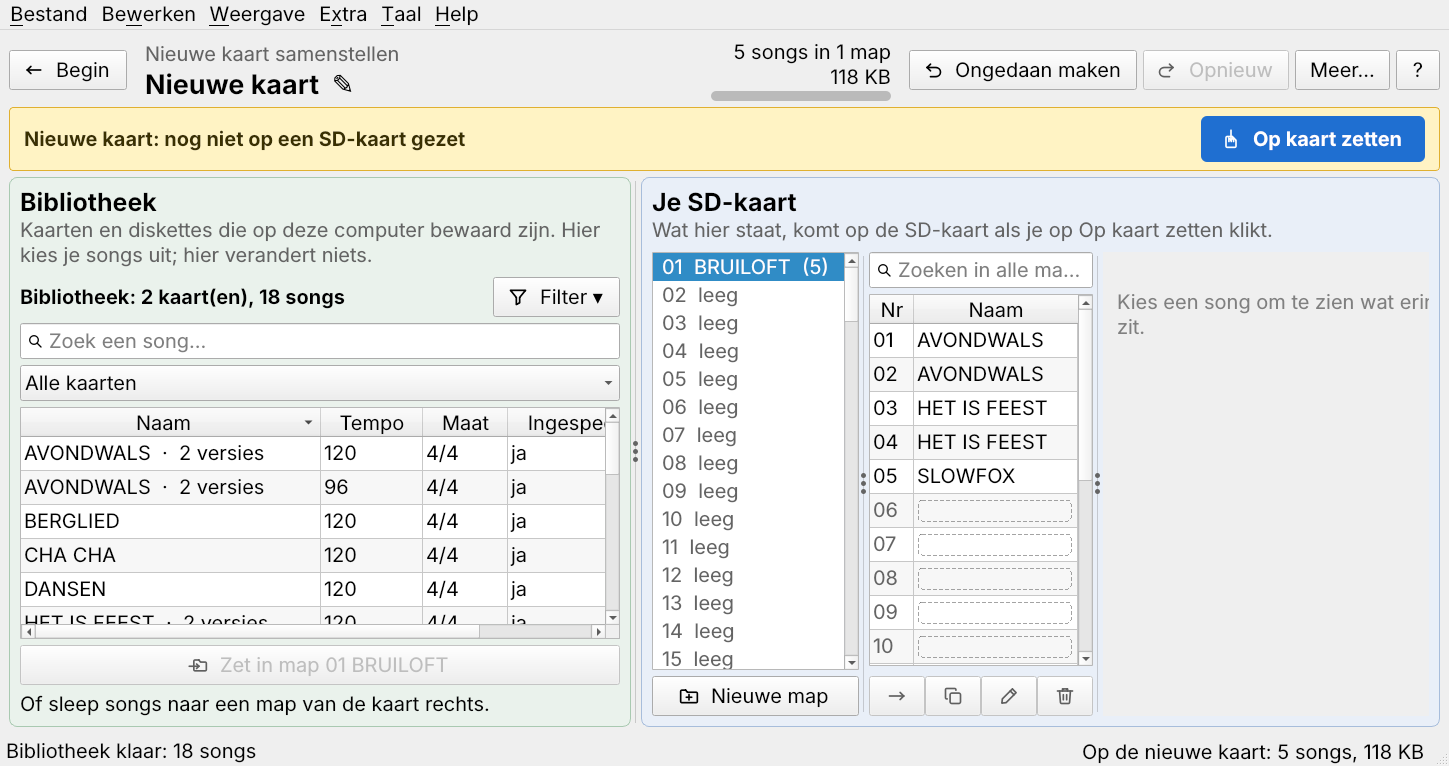 Bestand Bewerken Weergave Extra Taal Help
← Begin
Nieuwe kaart samenstellen
Nieuwe kaart
5 songs in 1 map
118 KB
Ongedaan maken
Opnieuw
Meer...
?
Nieuwe kaart: nog niet op een SD-kaart gezet
Op kaart zetten
Bibliotheek
Kaarten en diskettes die op deze computer bewaard zijn. Hier
kies je songs uit; hier verandert niets.
Bibliotheek: 2 kaart(en), 18 songs
Filter ▾
Zoek een song...
Alle kaarten
Naam Tempo Maat Ingespee
AVONDWALS · 2 versies 120 4/4 ja
AVONDWALS · 2 versies 96 4/4 ja
BERGLIED 120 4/4 ja
CHA CHA 120 4/4 ja
DANSEN 120 4/4 ja
HET IS FEEST · 2 versies 120 4/4 ja
Zet in map 01 BRUILOFT
Of sleep songs naar een map van de kaart rechts.
Je SD-kaart
Wat hier staat, komt op de SD-kaart als je op Op kaart zetten klikt.
01 BRUILOFT (5)
02 leeg
03 leeg
04 leeg
05 leeg
06 leeg
07 leeg
08 leeg
09 leeg
10 leeg
11 leeg
12 leeg
13 leeg
14 leeg
15 leeg
Nieuwe map
Zoeken in alle ma...
Nr Naam
01 AVONDWALS
02 AVONDWALS
03 HET IS FEEST
04 HET IS FEEST
05 SLOWFOX
06
07
08
09
10
Kies een song om te zien wat erin
zit.
Bibliotheek klaar: 18 songs
Op de nieuwe kaart: 5 songs, 118 KB